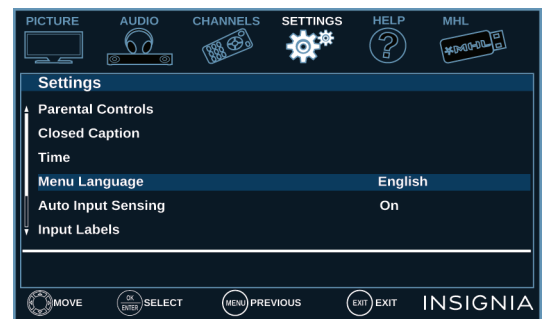 PICTURE AUDIO CHANNELS SETTINGS HELP MHL
MHL
Settings
Parental Controls
Closed Caption
Time
Menu Language English
Auto Input Sensing On
Input Labels
MOVE OK ENTER SELECT MENU PREVIOUS EXIT EXIT INSIGNIA